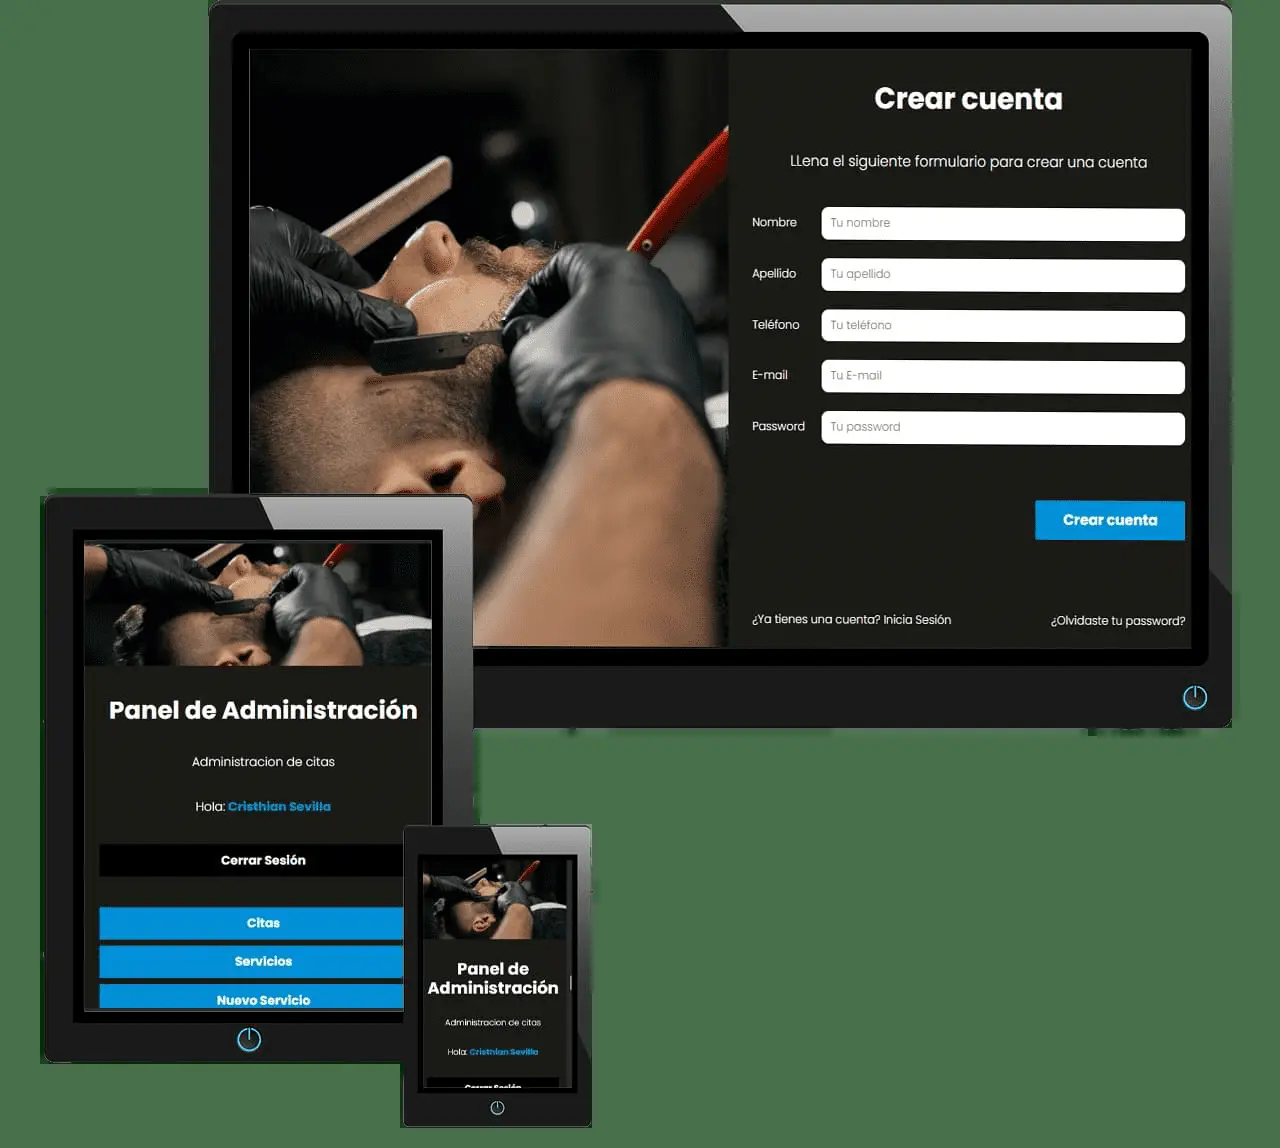 Crear cuenta
LLena el siguiente formulario para crear una cuenta
Nombre
Tu nombre
Apellido
Tu apellido
Teléfono
Tu teléfono
E-mail
Tu E-mail
Password
Tu password
Crear cuenta
¿Ya tienes una cuenta? Inicia Sesión
¿Olvidaste tu password?
Panel de Administración
Administracion de citas
Hola: Cristhian Sevilla
Cerrar Sesión
Citas
Servicios
Nuevo Servicio
Panel de
Administración
Administracion de citas
Hola: Cristhian Sevilla
Cerrar Sesión